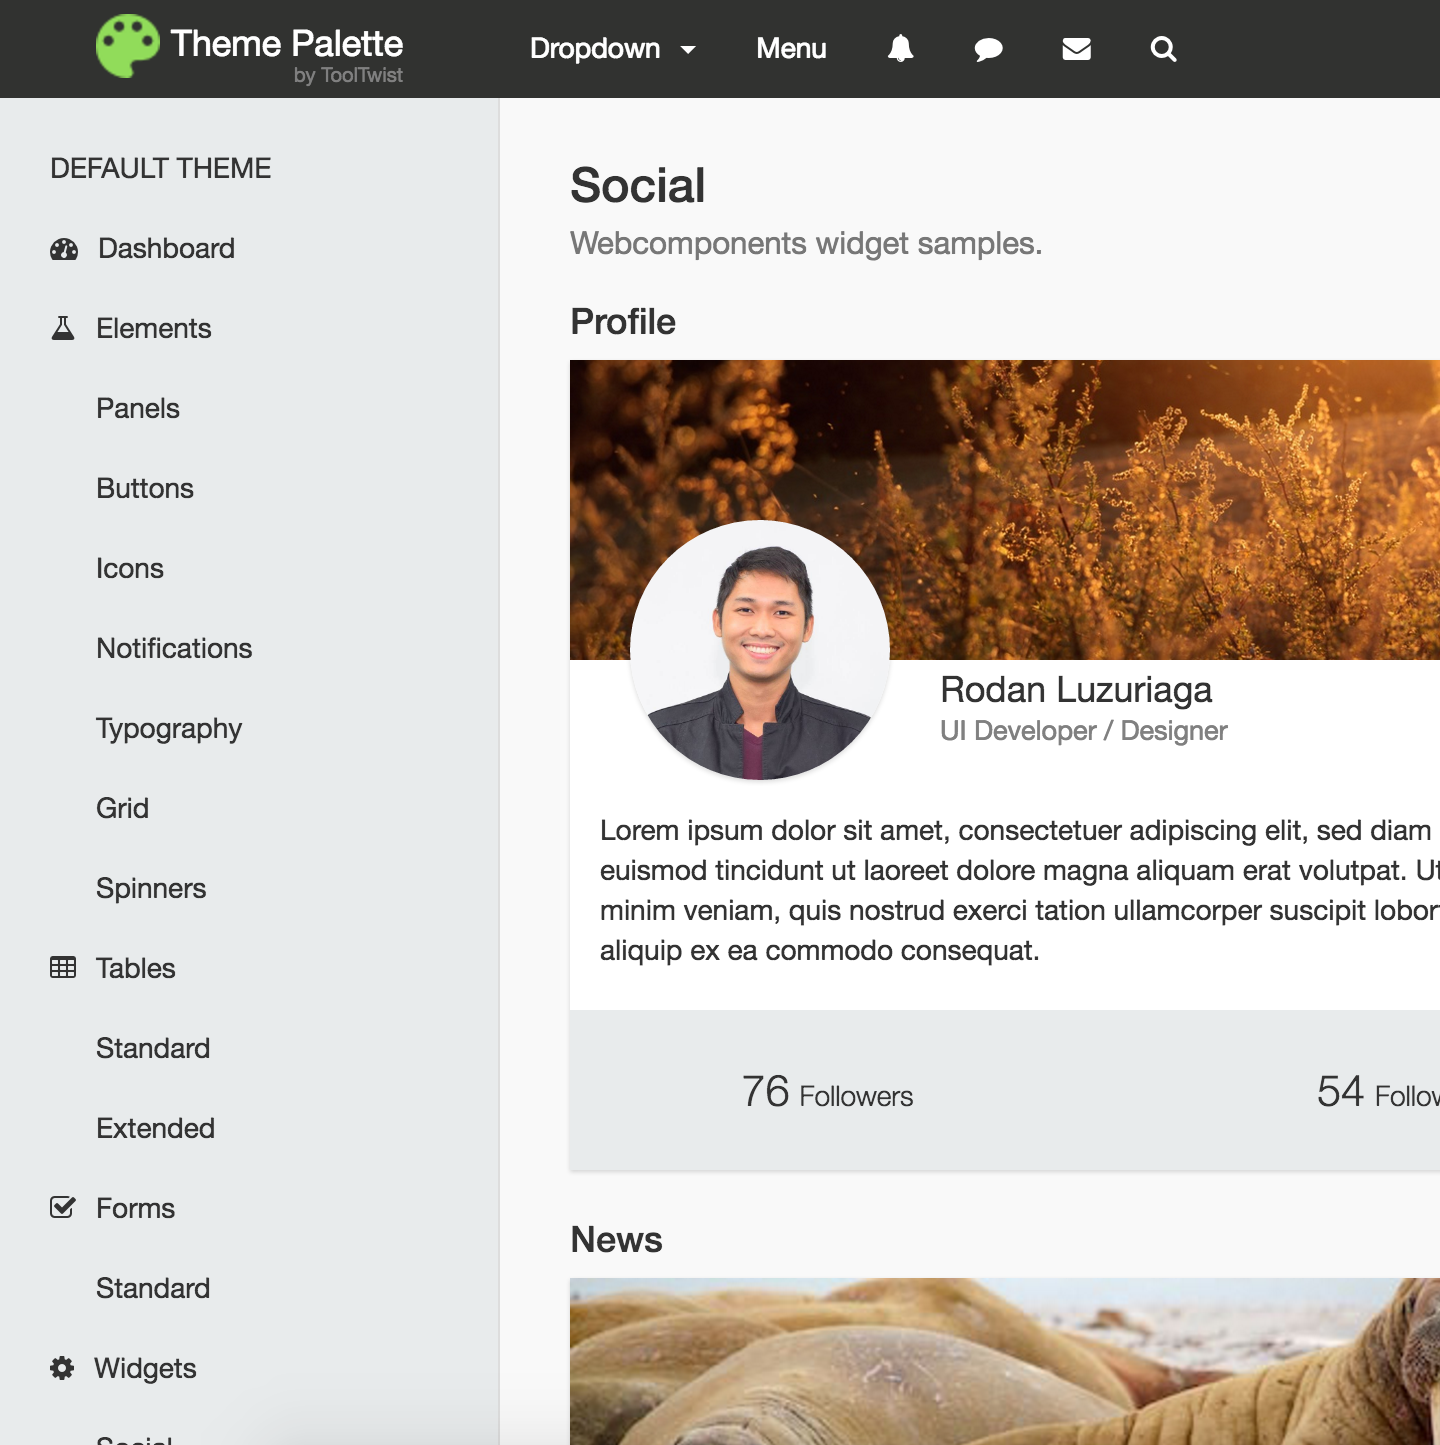 Theme Palette
by ToolTwist
Dropdown
Menu
DEFAULT THEME
Dashboard
Elements
Panels
Buttons
Icons
Notifications
Typography
Grid
Spinners
Tables
Standard
Extended
Forms
Standard
Widgets
Social
Social
Webcomponents widget samples.
Profile
Rodan Luzuriaga
UI Developer / Designer
Lorem ipsum dolor sit amet, consectetuer adipiscing elit, sed diam
euismod tincidunt ut laoreet dolore magna aliquam erat volutpat. Ut
minim veniam, quis nostrud exerci tation ullamcorper suscipit
aliquip ex ea commodo consequat.
76 Followers
54
News